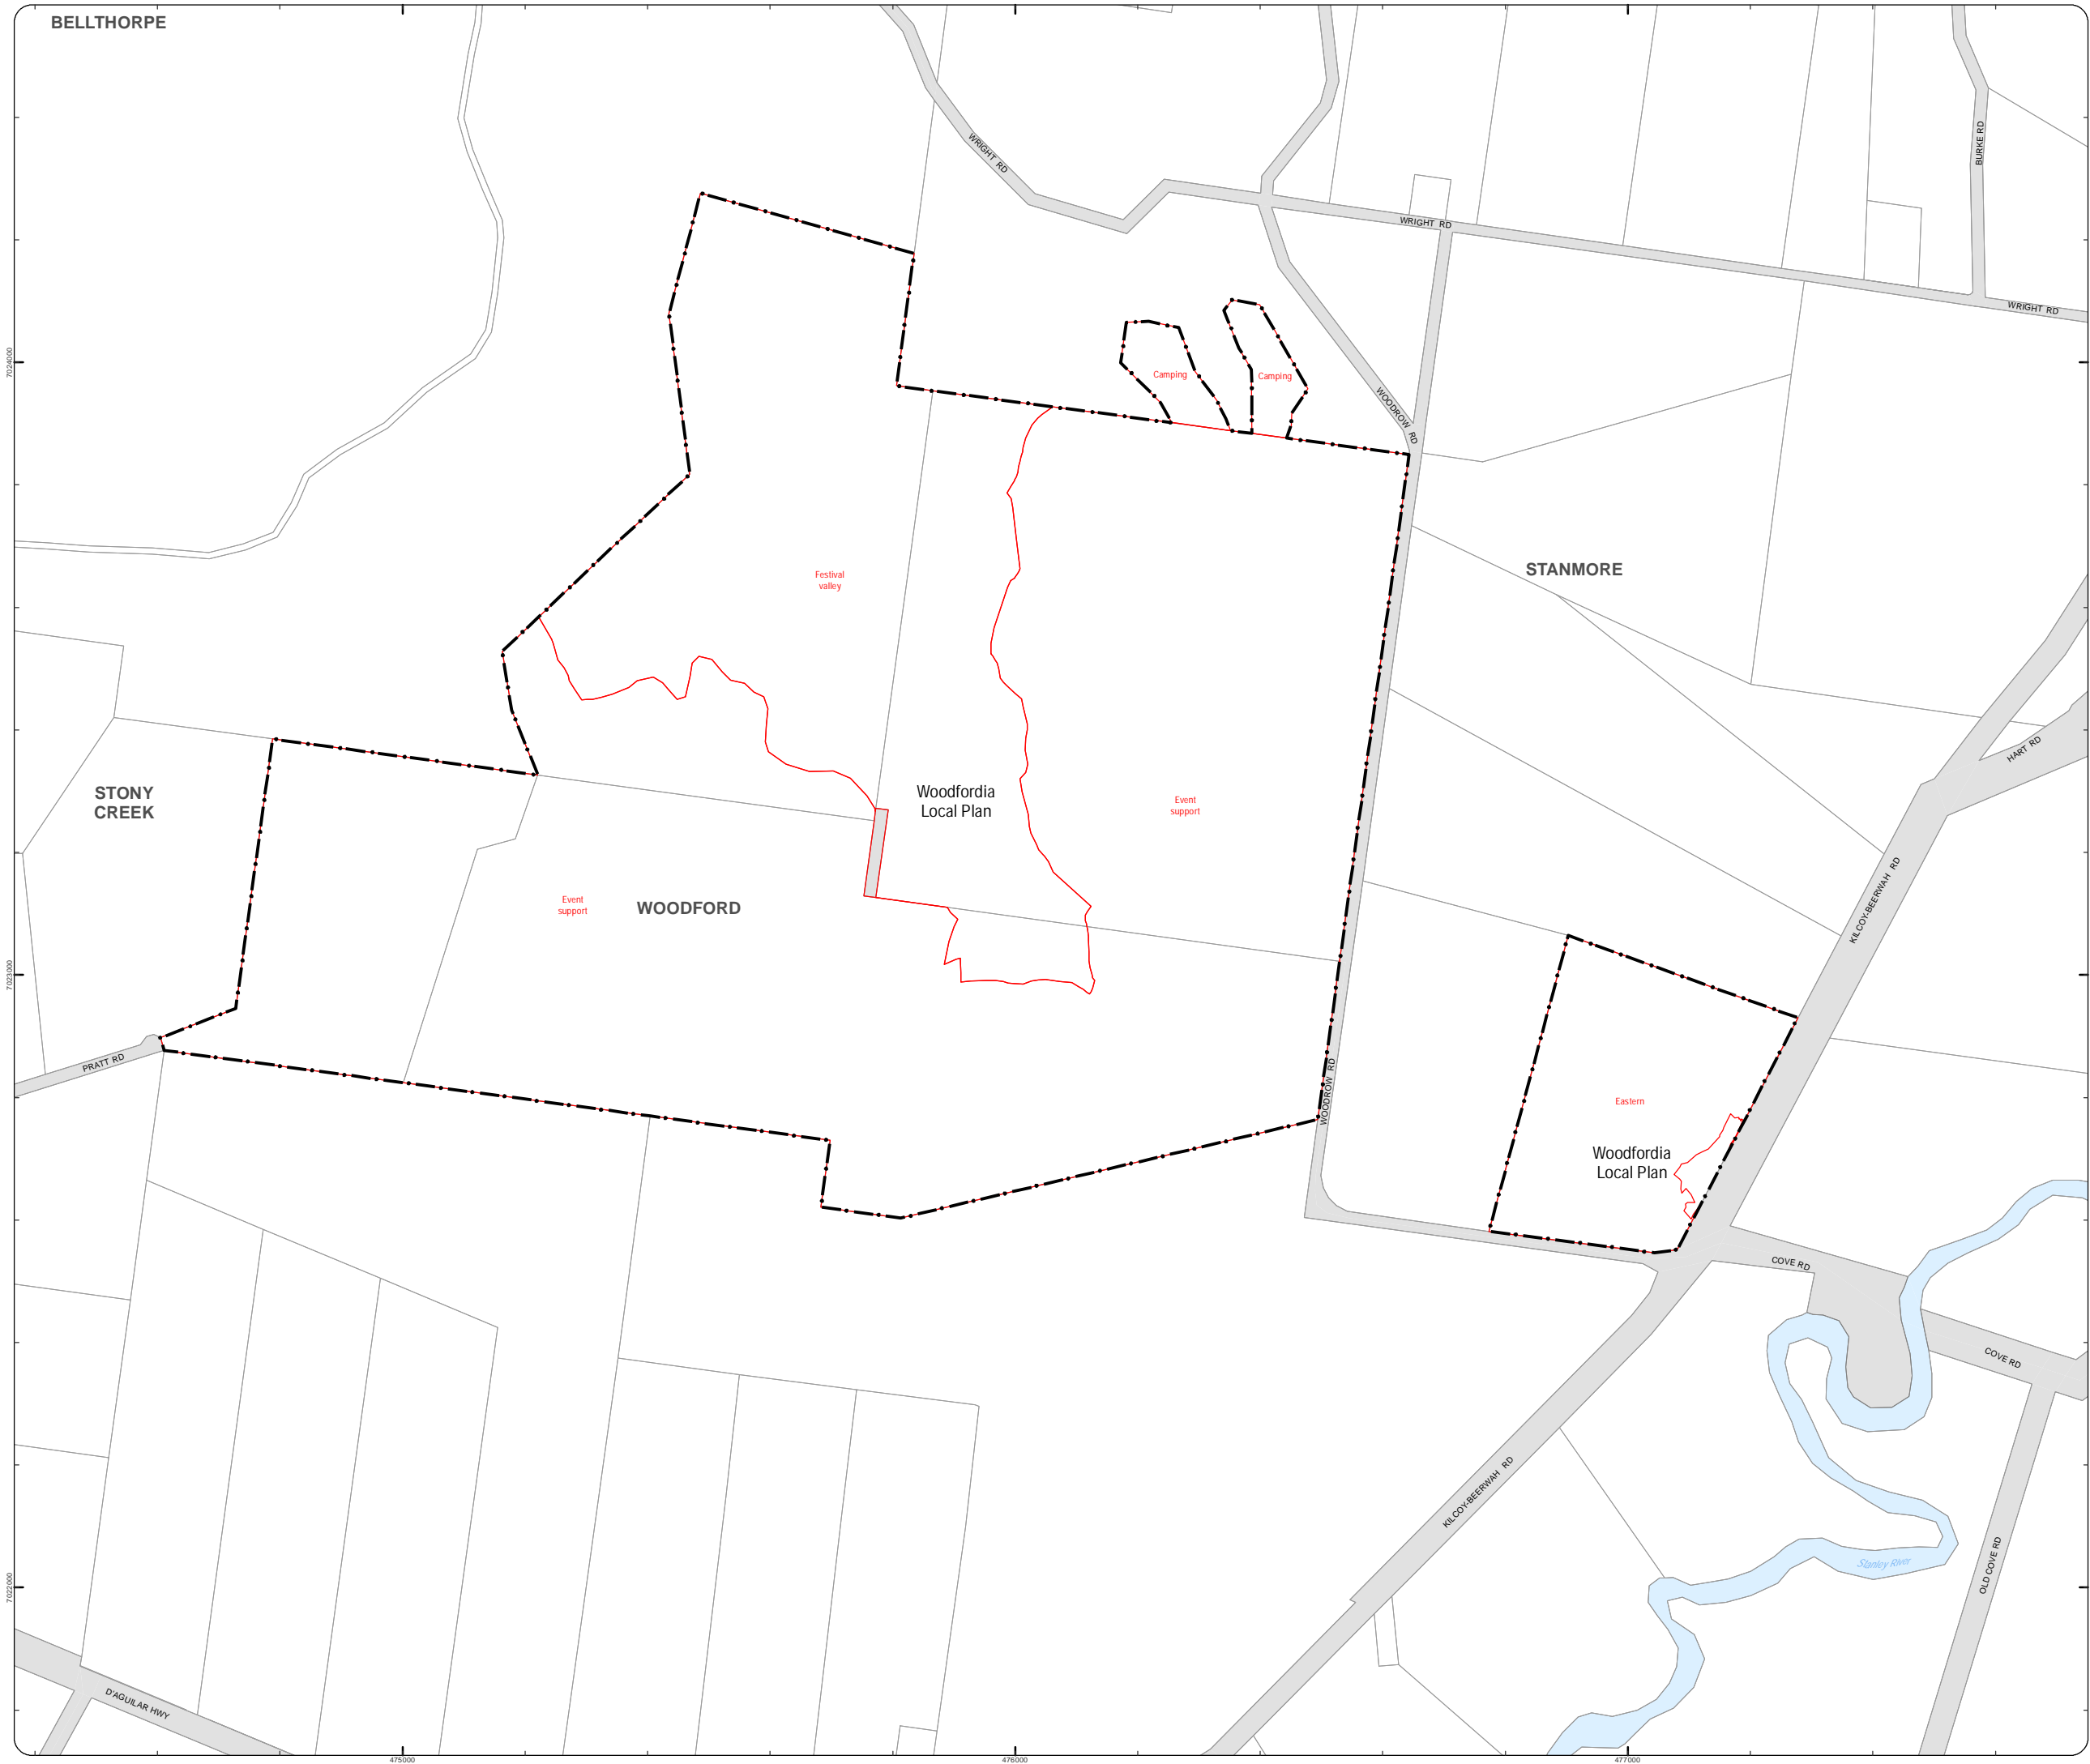 BELLTHORPE
WRIGHT RD
BURKE RD
WRIGHT RD
WRIGHT RD
7024000
Camping
Camping
WOODROW RD
STANMORE
Festival
valley
HART RD
STONY
CREEK
Woodfordia
Local Plan
Event
support
KILCOY-BEERWAH RD
Event
support
WOODFORD
7023000
PRATT RD
WOODROW RD
Eastern
Woodfordia
Local Plan
COVE RD
COVE RD
KILCOY-BEERWAH RD
Stanley River
OLD COVE RD
7022000
D'AGUILAR HWY
475000
476000
477000